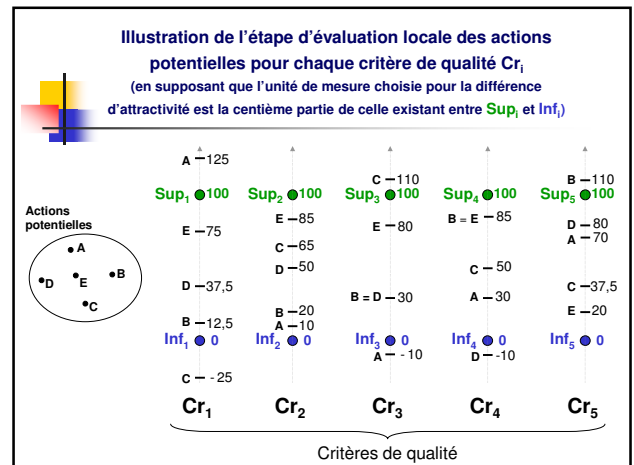 Illustration de l'étape d'évaluation locale des actions
potentielles pour chaque critère de qualité Cri
(en supposant que l'unité de mesure choisie pour la différence
d'attractivité est la centième partie de celle existant entre Supi et Infi)
Actions
potentielles
A
D
E
B
C
A 125
Sup1 100
E 75
D 37,5
B 12,5
Inf1 0
C - 25
Cr1
Sup2 100
E 85
C 65
D 50
B 20
A 10
Inf2 0
Cr2
C 110
Sup3 100
E 80
B = D 30
Inf3 0
A - 10
Cr3
Sup4 100
B = E 85
C 50
A 30
Inf4 0
D -10
Cr4
B 110
Sup5 100
D 80
A 70
C 37,5
E 20
Inf5 0
Cr5
Critères de qualité